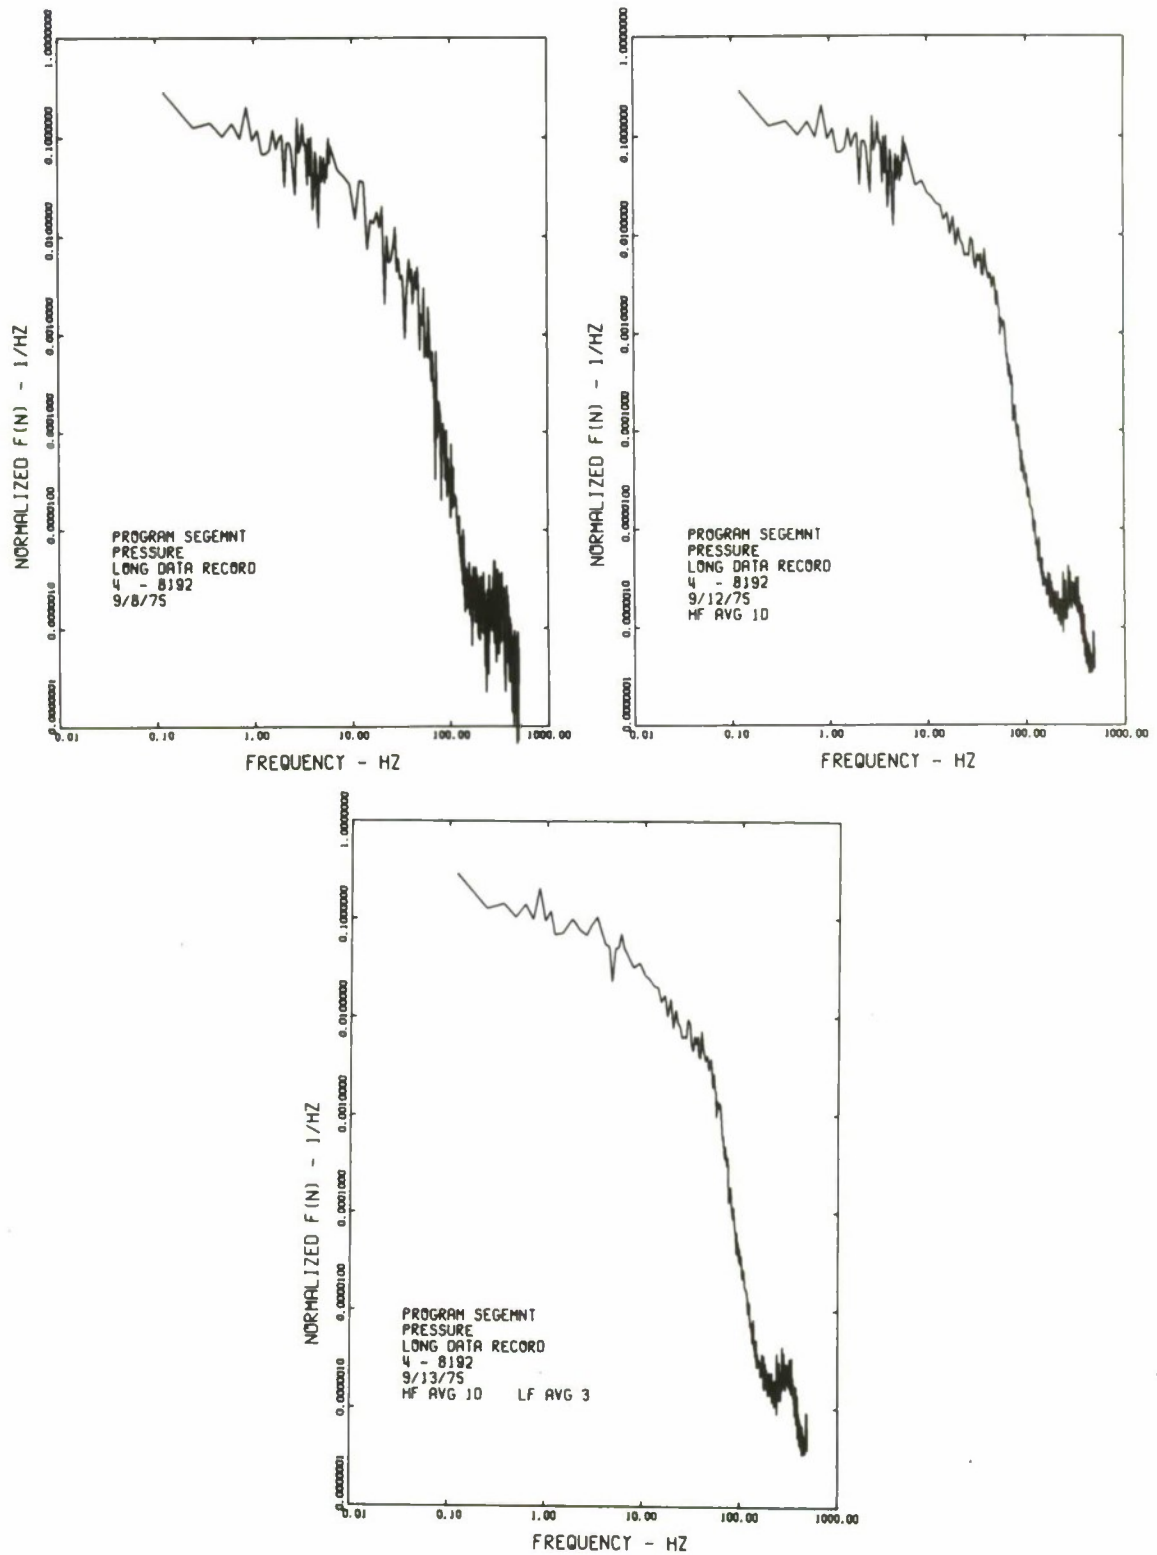 1.0000000
0.1000000
0.0100000
0.0010000
0.0001000
0.0000100
0.0000010
0.0000001
NORMALIZED F(N) - 1/HZ
PROGRAM SEGEMNT
PRESSURE
LONG DATA RECORD
4 - 8192
9/8/75
0.01 0.10 1.00 10.00 100.00 1000.00
FREQUENCY - HZ
1.0000000
0.1000000
0.0100000
0.0010000
0.0001000
0.0000100
0.0000010
0.0000001
NORMALIZED F(N) - 1/HZ
PROGRAM SEGEMNT
PRESSURE
LONG DATA RECORD
4 - 8192
9/12/75
HF AVG 10
0.01 0.10 1.00 10.00 100.00 1000.00
FREQUENCY - HZ
1.0000000
0.1000000
0.0100000
0.0010000
0.0001000
0.0000100
0.0000010
0.0000001
NORMALIZED F(N) - 1/HZ
PROGRAM SEGEMNT
PRESSURE
LONG DATA RECORD
4 - 8192
9/13/75
HF AVG 10 LF AVG 3
0.01 0.10 1.00 10.00 100.00 1000.00
FREQUENCY - HZ